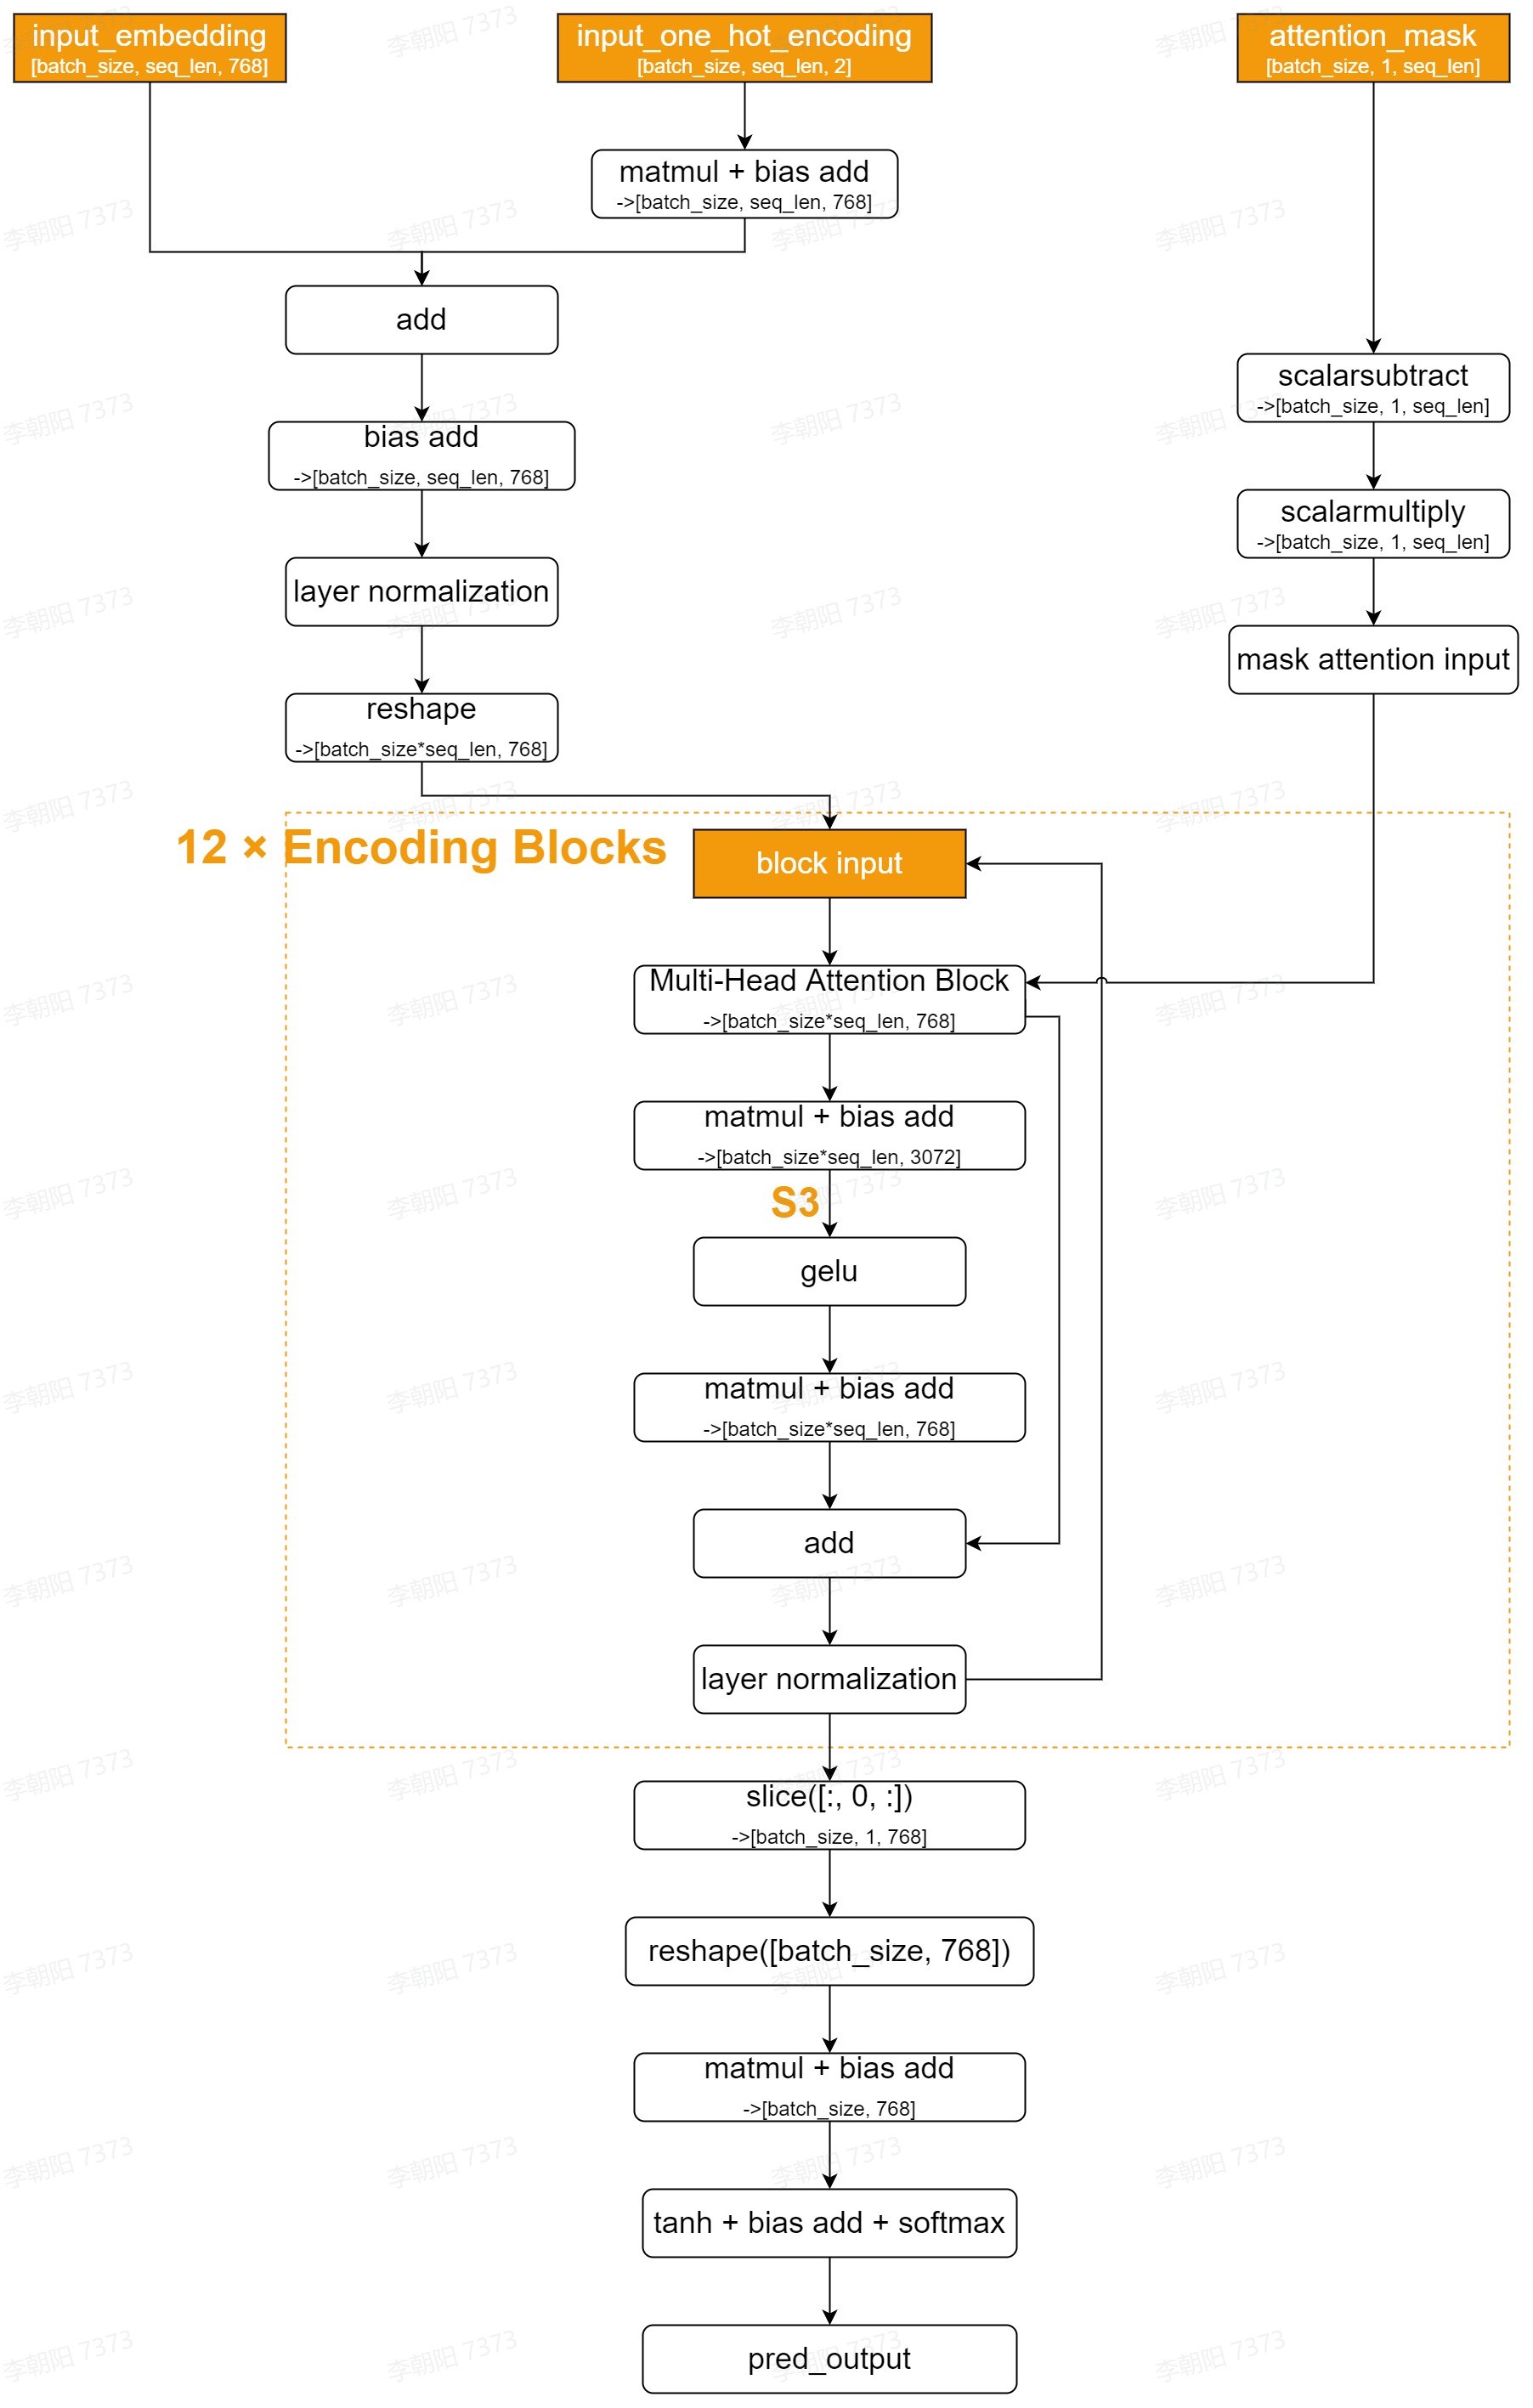 input_embedding
[batch_size, seq_len, 768]
input_one_hot_encoding
[batch_size, seq_len, 2]
attention_mask
[batch_size, 1, seq_len]
matmul + bias add
->[batch_size, seq_len, 768]
add
bias add
->[batch_size, seq_len, 768]
layer normalization
reshape
->[batch_size*seq_len, 768]
scalarsubtract
->[batch_size, 1, seq_len]
scalarmultiply
->[batch_size, 1, seq_len]
mask attention input
12 × Encoding Blocks
block input
Multi-Head Attention Block
->[batch_size*seq_len, 768]
matmul + bias add
->[batch_size*seq_len, 3072]
S3
gelu
matmul + bias add
->[batch_size*seq_len, 768]
add
layer normalization
slice([:, 0, :])
->[batch_size, 1, 768]
reshape([batch_size, 768])
matmul + bias add
->[batch_size, 768]
tanh + bias add + softmax
pred_output
李朝阳 7373